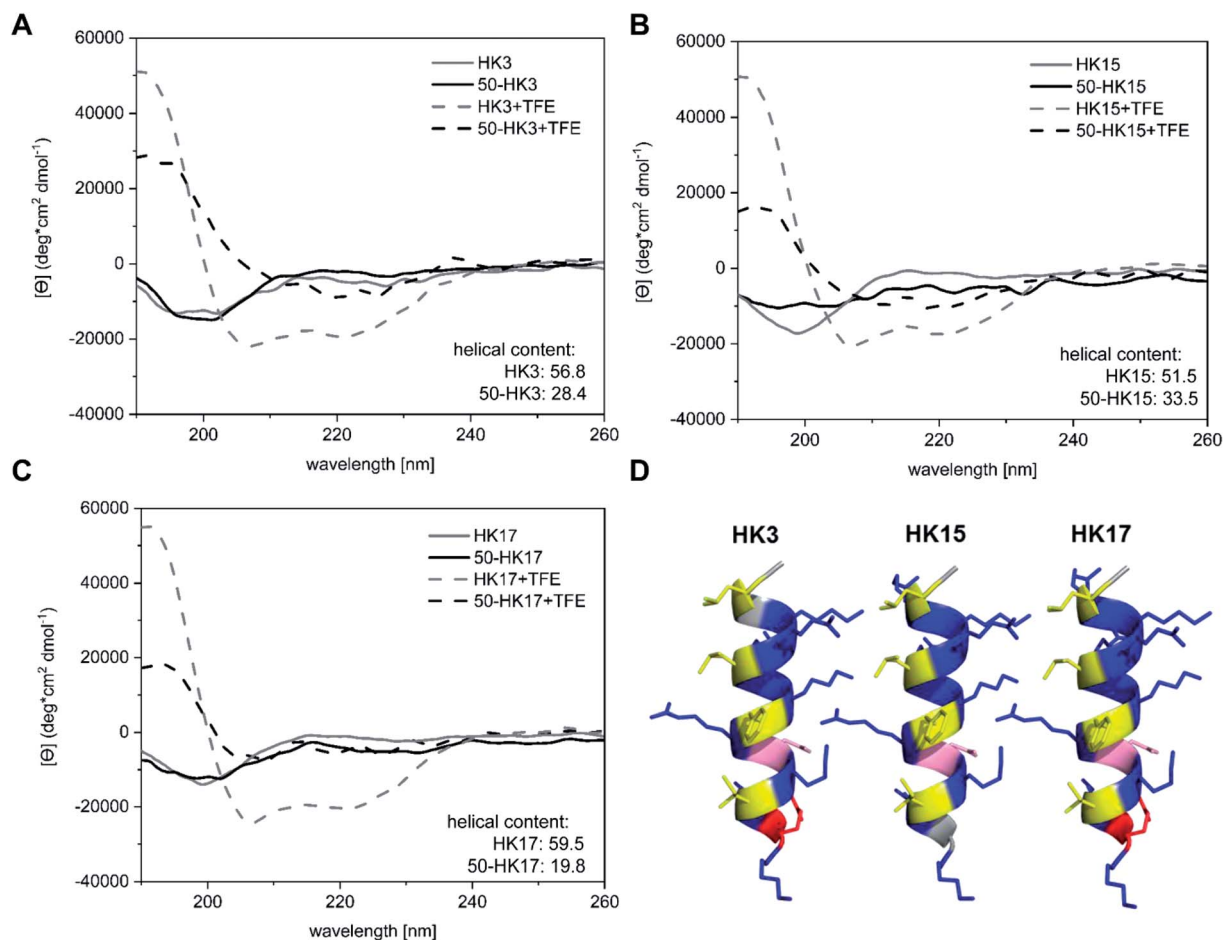 A
60000
40000
20000
0
-20000
-40000
[Θ] (deg*cm² dmol⁻¹)
HK3
50-HK3
HK3+TFE
50-HK3+TFE
helical content:
HK3: 56.8
50-HK3: 28.4
200
220
240
260
wavelength [nm]
B
60000
40000
20000
0
-20000
-40000
[Θ] (deg*cm² dmol⁻¹)
HK15
50-HK15
HK15+TFE
50-HK15+TFE
helical content:
HK15: 51.5
50-HK15: 33.5
200
220
240
260
wavelength [nm]
C
60000
40000
20000
0
-20000
-40000
[Θ] (deg*cm² dmol⁻¹)
HK17
50-HK17
HK17+TFE
50-HK17+TFE
helical content:
HK17: 59.5
50-HK17: 19.8
200
220
240
260
wavelength [nm]
D
HK3
HK15
HK17